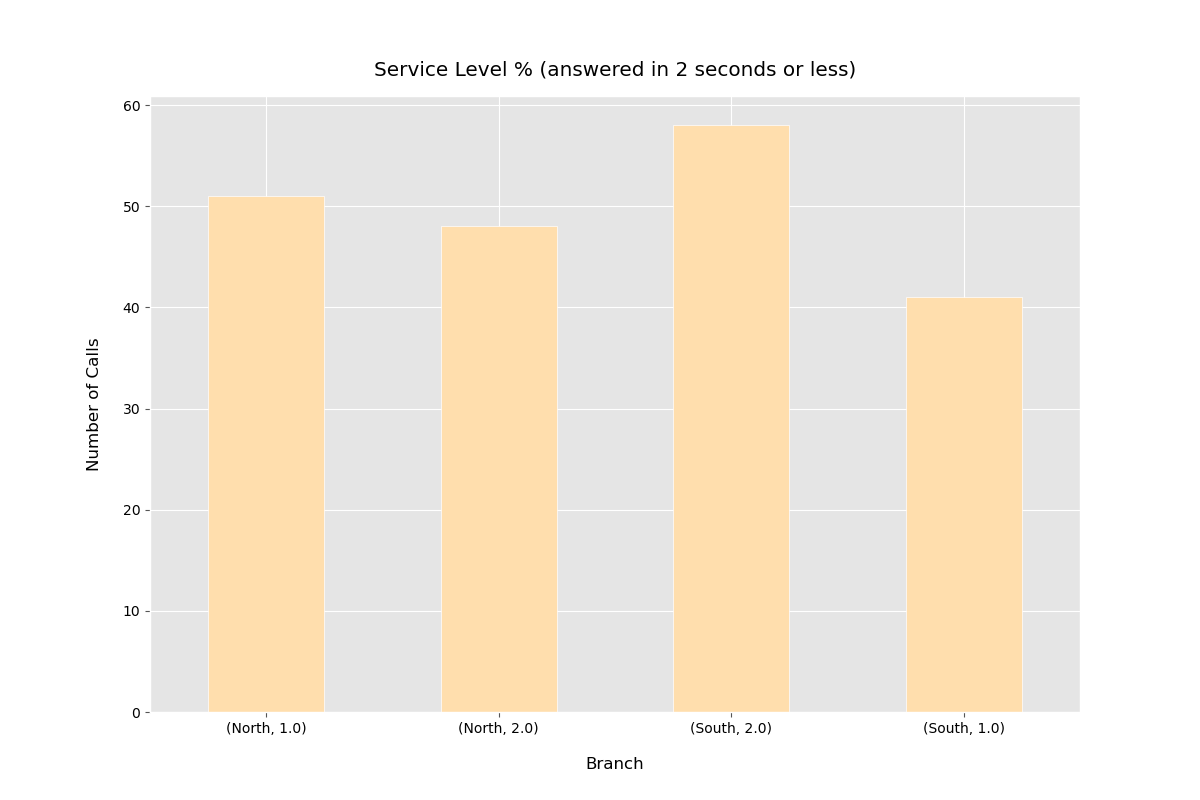 Service Level % (answered in 2 seconds or less)
60
50
40
30
20
10
0
Number of Calls
(North, 1.0) (North, 2.0) (South, 2.0) (South, 1.0)
Branch